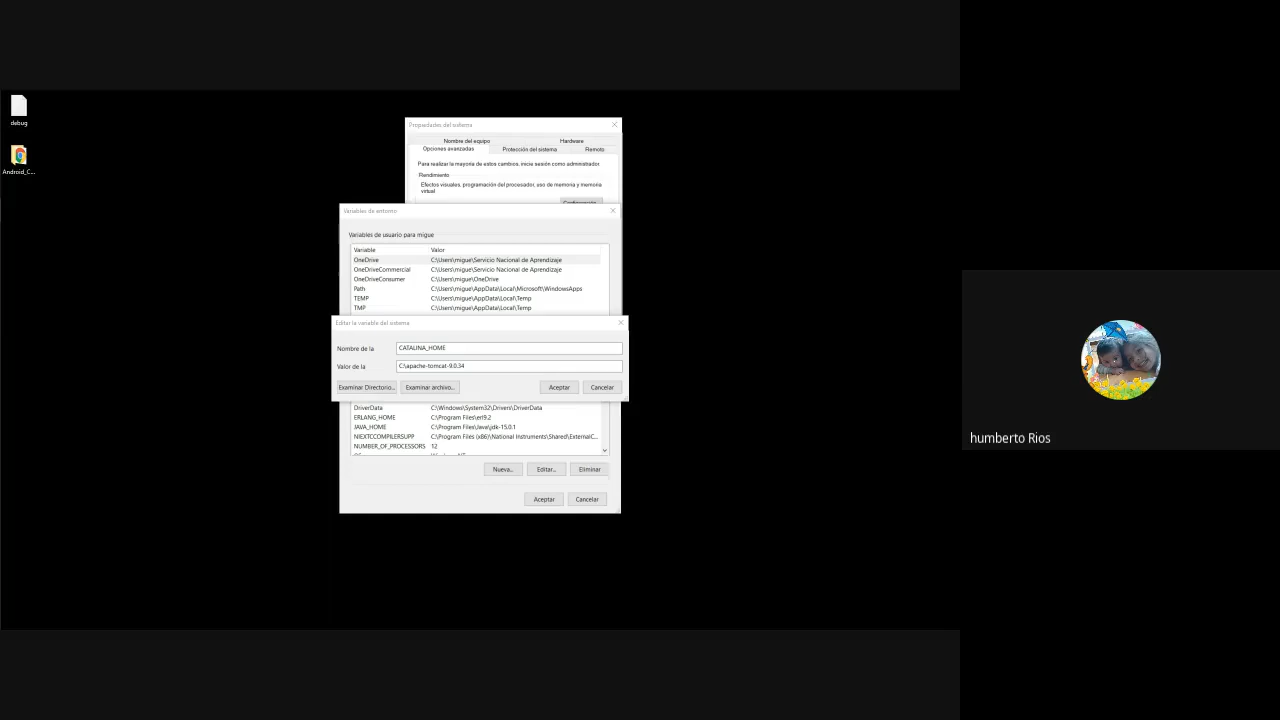 debug
Android_C...
Propiedades del sistema
Nombre del equipo
Hardware
Opciones avanzadas
Protección del sistema
Remoto
Para realizar la mayoría de estos cambios, inicie sesión como administrador.
Rendimiento
Efectos visuales, programación del procesador, uso de memoria y memoria
virtual
Configuración...
Variables de entorno
Variables de usuario para migue
Variable Valor
OneDrive C:\Users\migue\Servicio Nacional de Aprendizaje
OneDriveCommercial C:\Users\migue\Servicio Nacional de Aprendizaje
OneDriveConsumer C:\Users\migue\OneDrive
Path C:\Users\migue\AppData\Local\Microsoft\WindowsApps
TEMP C:\Users\migue\AppData\Local\Temp
TMP C:\Users\migue\AppData\Local\Temp
Editar la variable del sistema
Nombre de la CATALINA_HOME
Valor de la C:\apache-tomcat-9.0.34
Examinar Directorio... Examinar archivo... Aceptar Cancelar
DriverData C:\Windows\System32\Drivers\DriverData
ERLANG_HOME C:\Program Files\erl9.2
JAVA_HOME C:\Program Files\Java\jdk-15.0.1
NIEXTCCOMPILERSUPP C:\Program Files (x86)\National Instruments\Shared\ExternalC...
NUMBER_OF_PROCESSORS 12
Nueva... Editar... Eliminar
Aceptar Cancelar
humberto Rios